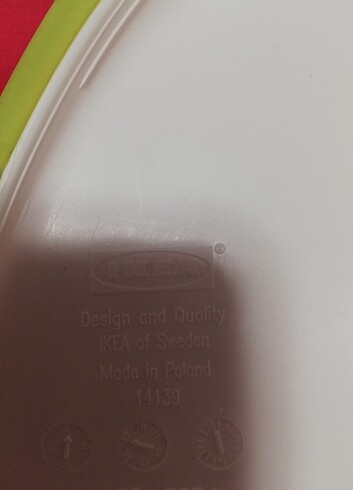 IKEA®
Design and Quality
IKEA of Sweden
Made in Poland
14139